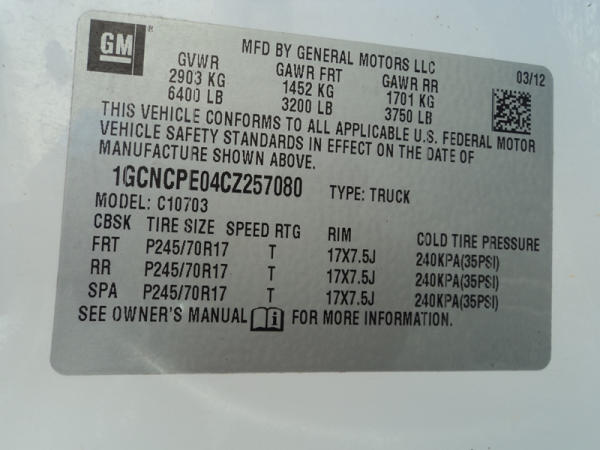 GM
®
MFD BY GENERAL MOTORS LLC
03/12
GVWR GAWR FRT GAWR RR
2903 KG 1452 KG 1701 KG
6400 LB 3200 LB 3750 LB
THIS VEHICLE CONFORMS TO ALL APPLICABLE U.S. FEDERAL MOTOR
VEHICLE SAFETY STANDARDS IN EFFECT ON THE DATE OF
MANUFACTURE SHOWN ABOVE.
1GCNCPE04CZ257080 TYPE: TRUCK
MODEL: C10703
CBSK TIRE SIZE SPEED RTG RIM COLD TIRE PRESSURE
FRT P245/70R17 T 17X7.5J 240KPA(35PSI)
RR P245/70R17 T 17X7.5J 240KPA(35PSI)
SPA P245/70R17 T 17X7.5J 240KPA(35PSI)
SEE OWNER'S MANUAL i FOR MORE INFORMATION.